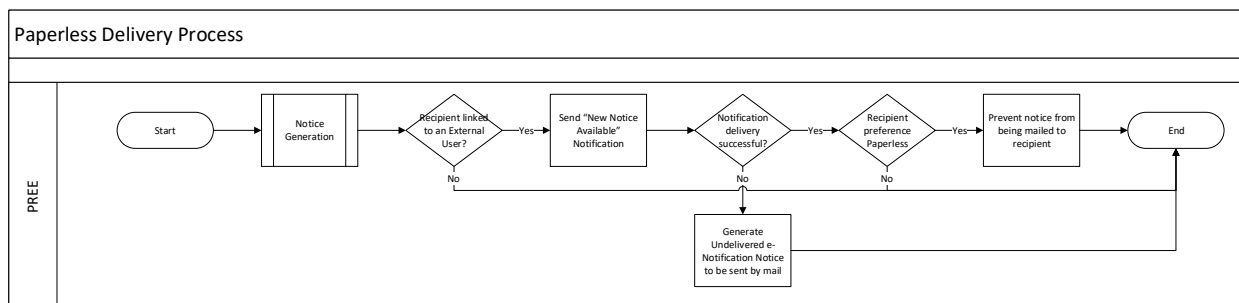 Paperless Delivery Process
PREE
Start
Notice
Generation
Recipient linked
to an External
User?
Yes
Send “New Notice
Available”
Notification
Notification
delivery
successful?
Yes
Recipient
preference
Paperless
Yes
Prevent notice from
being mailed to
recipient
End
No
No
No
Generate
Undelivered e-
Notification Notice
to be sent by mail